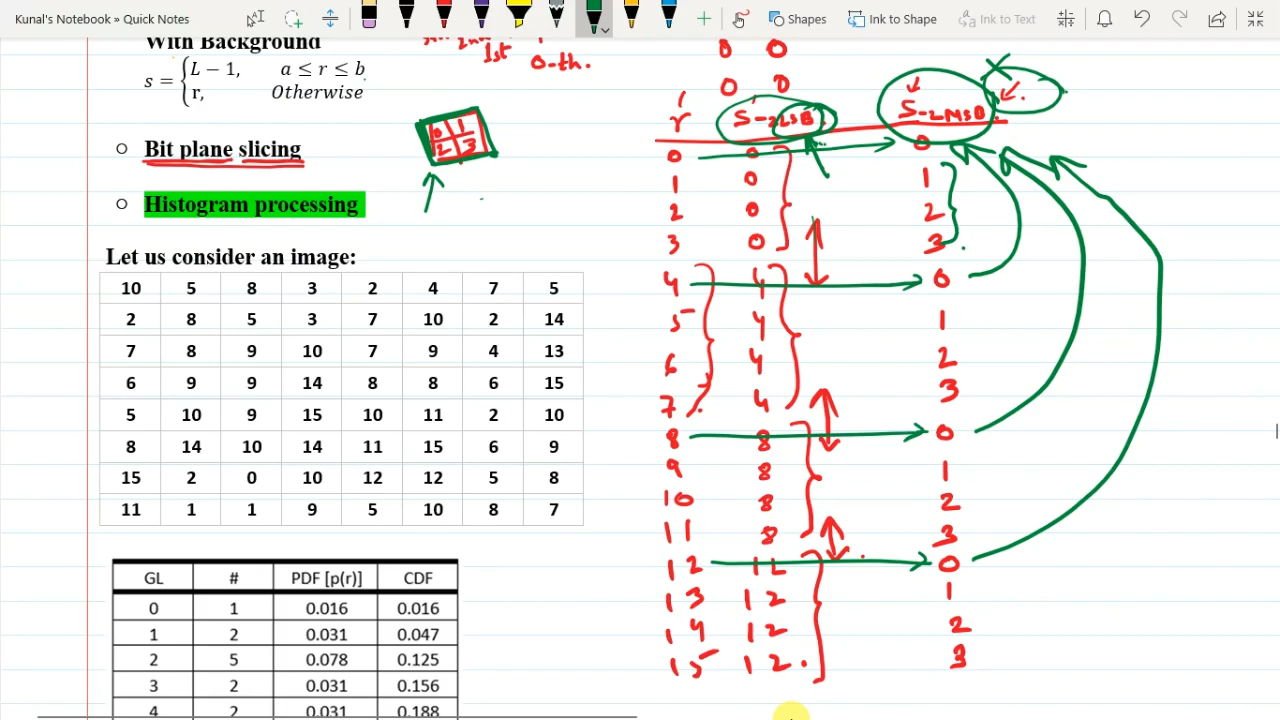 Kunal's Notebook » Quick Notes
Shapes
Ink to Shape
Ink to Text
With Background
s = { L − 1, a ≤ r ≤ b
r, Otherwise
1st
0-th.
0 0
0 0
0 1
2 3
Bit plane slicing
Histogram processing
Let us consider an image:
10 5 8 3 2 4 7 5
2 8 5 3 7 10 2 14
7 8 9 10 7 9 4 13
6 9 9 14 8 8 6 15
5 10 9 15 10 11 2 10
8 14 10 14 11 15 6 9
15 2 0 10 12 12 5 8
11 1 1 9 5 10 8 7
GL # PDF [p(r)] CDF
0 1 0.016 0.016
1 2 0.031 0.047
2 5 0.078 0.125
3 2 0.031 0.156
4 2 0.031 0.188
r S-2LSB S-2MSB
0 0 0
1 0 1
2 0 2
3 0 3
4 4 0
5 4 1
6 4 2
7 4 3
8 8 0
9 8 1
10 8 2
11 8 3
12 12 0
13 12 1
14 12 2
15 12 3